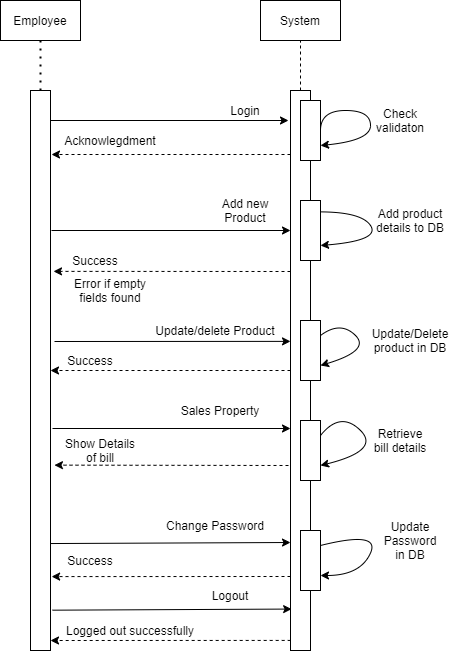 Employee
System
Login
Check
validaton
Acknowlegdment
Add new
Product
Add product
details to DB
Success
Error if empty
fields found
Update/delete Product
Update/Delete
product in DB
Success
Sales Property
Retrieve
bill details
Show Details
of bill
Change Password
Update
Password
in DB
Success
Logout
Logged out successfully